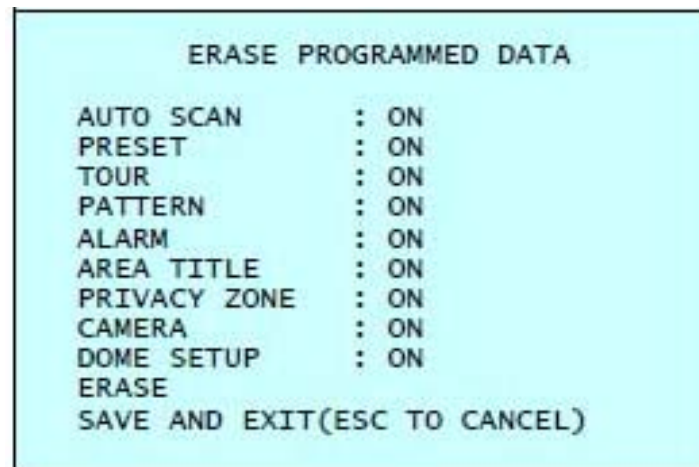 ERASE PROGRAMMED DATA
AUTO SCAN : ON
PRESET : ON
TOUR : ON
PATTERN : ON
ALARM : ON
AREA TITLE : ON
PRIVACY ZONE : ON
CAMERA : ON
DOME SETUP : ON
ERASE
SAVE AND EXIT(ESC TO CANCEL)